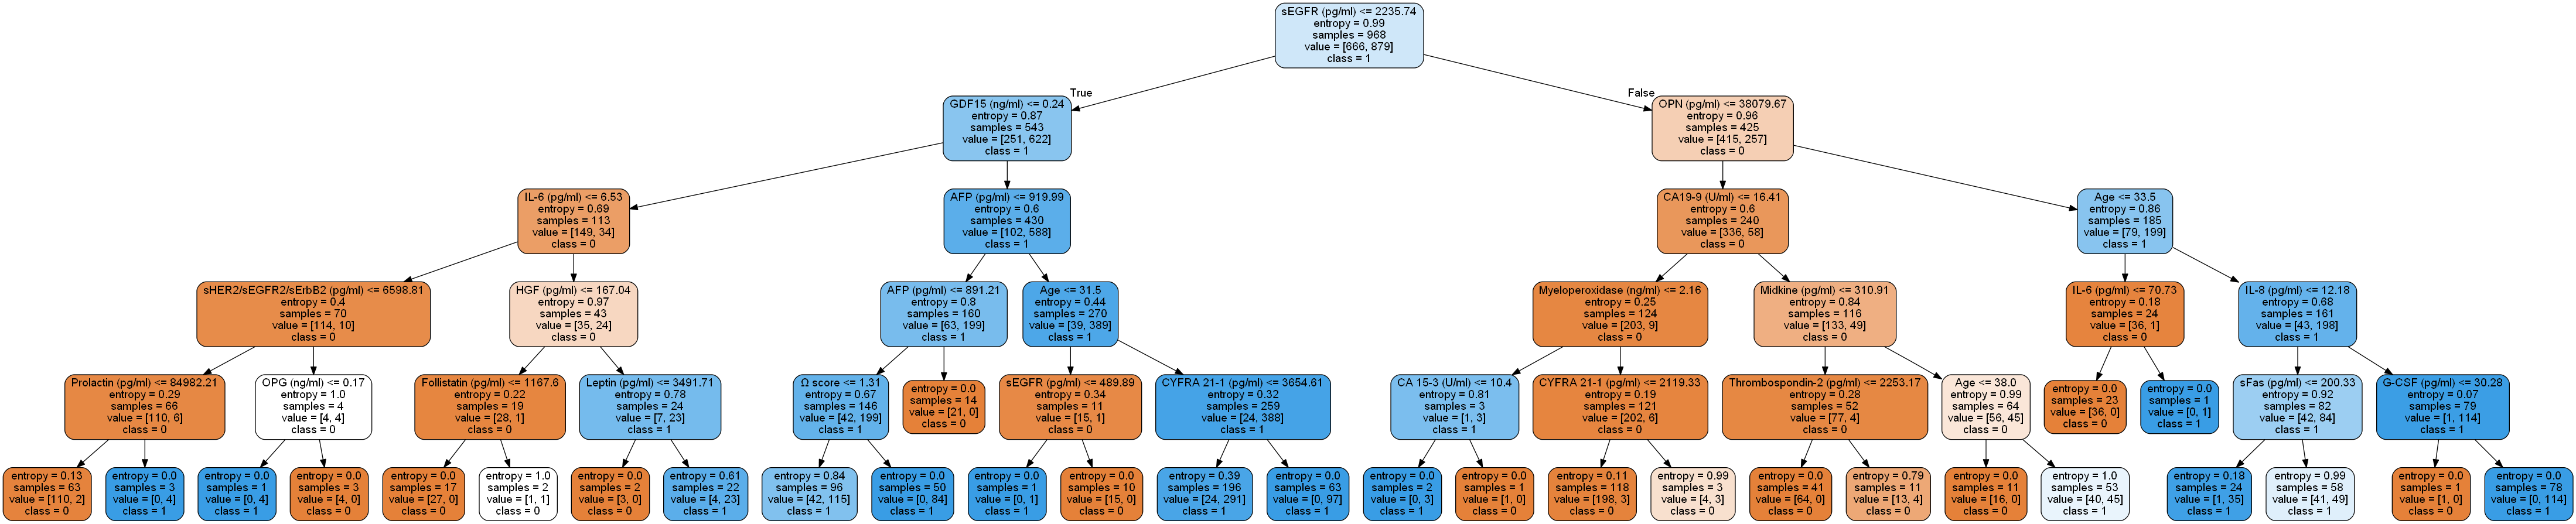 sEGFR (pg/ml) <= 2235.74
entropy = 0.99
samples = 968
value = [666, 879]
class = 1
True
False
GDF15 (ng/ml) <= 0.24
entropy = 0.87
samples = 543
value = [251, 622]
class = 1
OPN (pg/ml) <= 38079.67
entropy = 0.96
samples = 425
value = [415, 257]
class = 0
IL-6 (pg/ml) <= 6.53
entropy = 0.69
samples = 113
value = [149, 34]
class = 0
AFP (pg/ml) <= 919.99
entropy = 0.6
samples = 430
value = [102, 588]
class = 1
CA19-9 (U/ml) <= 16.41
entropy = 0.6
samples = 240
value = [336, 58]
class = 0
Age <= 33.5
entropy = 0.86
samples = 185
value = [79, 199]
class = 1
sHER2/sEGFR2/sErbB2 (pg/ml) <= 6598.81
entropy = 0.4
samples = 70
value = [114, 10]
class = 0
HGF (pg/ml) <= 167.04
entropy = 0.97
samples = 43
value = [35, 24]
class = 0
AFP (pg/ml) <= 891.21
entropy = 0.8
samples = 160
value = [63, 199]
class = 1
Age <= 31.5
entropy = 0.44
samples = 270
value = [39, 389]
class = 1
Myeloperoxidase (ng/ml) <= 2.16
entropy = 0.25
samples = 124
value = [203, 9]
class = 0
Midkine (pg/ml) <= 310.91
entropy = 0.84
samples = 116
value = [133, 49]
class = 0
IL-6 (pg/ml) <= 70.73
entropy = 0.18
samples = 24
value = [36, 1]
class = 0
IL-8 (pg/ml) <= 12.18
entropy = 0.68
samples = 161
value = [43, 198]
class = 1
Prolactin (pg/ml) <= 84982.21
entropy = 0.29
samples = 66
value = [110, 6]
class = 0
OPG (ng/ml) <= 0.17
entropy = 1.0
samples = 4
value = [4, 4]
class = 0
Follistatin (pg/ml) <= 1167.6
entropy = 0.22
samples = 19
value = [28, 1]
class = 0
Leptin (pg/ml) <= 3491.71
entropy = 0.78
samples = 24
value = [7, 23]
class = 1
Ω score <= 1.31
entropy = 0.67
samples = 146
value = [42, 199]
class = 1
entropy = 0.0
samples = 14
value = [21, 0]
class = 0
sEGFR (pg/ml) <= 489.89
entropy = 0.34
samples = 11
value = [15, 1]
class = 0
CYFRA 21-1 (pg/ml) <= 3654.61
entropy = 0.32
samples = 259
value = [24, 388]
class = 1
CA 15-3 (U/ml) <= 10.4
entropy = 0.81
samples = 3
value = [1, 3]
class = 1
CYFRA 21-1 (pg/ml) <= 2119.33
entropy = 0.19
samples = 121
value = [202, 6]
class = 0
Thrombospondin-2 (pg/ml) <= 2253.17
entropy = 0.28
samples = 52
value = [77, 4]
class = 0
Age <= 38.0
entropy = 0.99
samples = 64
value = [56, 45]
class = 0
entropy = 0.0
samples = 23
value = [36, 0]
class = 0
entropy = 0.0
samples = 1
value = [0, 1]
class = 1
sFas (pg/ml) <= 200.33
entropy = 0.92
samples = 82
value = [42, 84]
class = 1
G-CSF (pg/ml) <= 30.28
entropy = 0.07
samples = 79
value = [1, 114]
class = 1
entropy = 0.13
samples = 63
value = [110, 2]
class = 0
entropy = 0.0
samples = 3
value = [0, 4]
class = 1
entropy = 0.0
samples = 1
value = [0, 4]
class = 1
entropy = 0.0
samples = 3
value = [4, 0]
class = 0
entropy = 0.0
samples = 17
value = [27, 0]
class = 0
entropy = 1.0
samples = 2
value = [1, 1]
class = 0
entropy = 0.0
samples = 2
value = [3, 0]
class = 0
entropy = 0.61
samples = 22
value = [4, 23]
class = 1
entropy = 0.84
samples = 96
value = [42, 115]
class = 1
entropy = 0.0
samples = 50
value = [0, 84]
class = 1
entropy = 0.0
samples = 1
value = [0, 1]
class = 1
entropy = 0.0
samples = 10
value = [15, 0]
class = 0
entropy = 0.39
samples = 196
value = [24, 291]
class = 1
entropy = 0.0
samples = 63
value = [0, 97]
class = 1
entropy = 0.0
samples = 2
value = [0, 3]
class = 1
entropy = 0.0
samples = 1
value = [1, 0]
class = 0
entropy = 0.11
samples = 118
value = [198, 3]
class = 0
entropy = 0.99
samples = 3
value = [4, 3]
class = 0
entropy = 0.0
samples = 41
value = [64, 0]
class = 0
entropy = 0.79
samples = 11
value = [13, 4]
class = 0
entropy = 0.0
samples = 11
value = [16, 0]
class = 0
entropy = 1.0
samples = 53
value = [40, 45]
class = 1
entropy = 0.18
samples = 24
value = [1, 35]
class = 1
entropy = 0.99
samples = 58
value = [41, 49]
class = 1
entropy = 0.0
samples = 1
value = [1, 0]
class = 0
entropy = 0.0
samples = 78
value = [0, 114]
class = 1